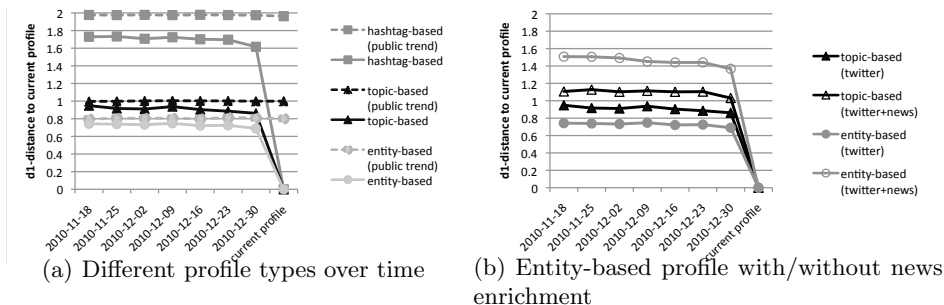 d1-distance to current profile
2
1.8
1.6
1.4
1.2
1
0.8
0.6
0.4
0.2
0
2010-11-18
2010-11-25
2010-12-02
2010-12-09
2010-12-16
2010-12-23
2010-12-30
current profile
hashtag-based
(public trend)
hashtag-based
topic-based
(public trend)
topic-based
entity-based
(public trend)
entity-based
(a) Different profile types over time
d1-distance to current profile
2
1.8
1.6
1.4
1.2
1
0.8
0.6
0.4
0.2
0
2010-11-18
2010-11-25
2010-12-02
2010-12-09
2010-12-16
2010-12-23
2010-12-30
current profile
topic-based
(twitter)
topic-based
(twitter+news)
entity-based
(twitter)
entity-based
(twitter+news)
(b) Entity-based profile with/without news
enrichment